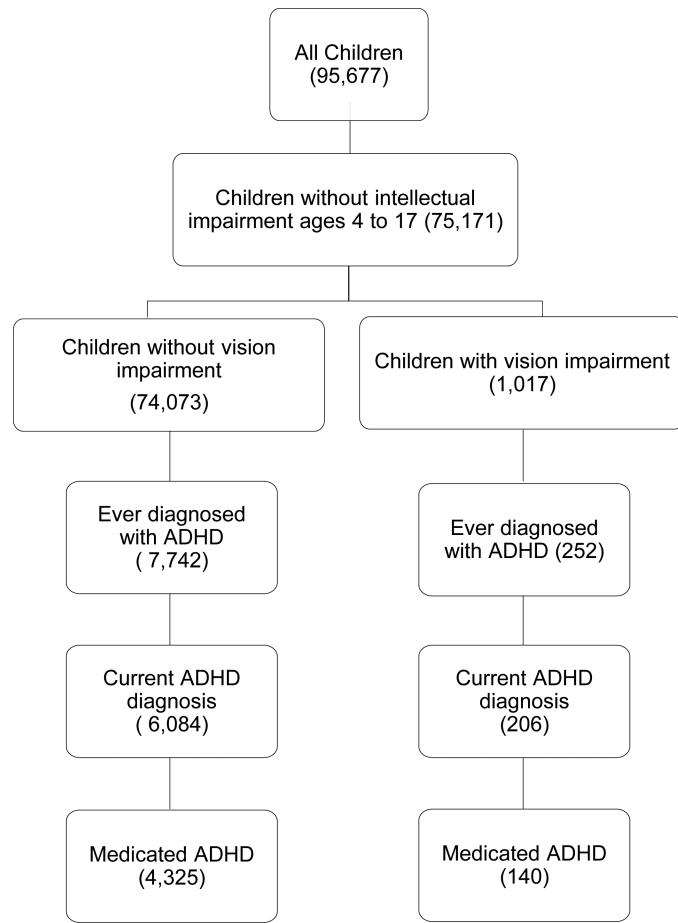 All Children
(95,677)
Children without intellectual
impairment ages 4 to 17 (75,171)
Children without vision
impairment
(74,073)
Children with vision impairment
(1,017)
Ever diagnosed
with ADHD
( 7,742)
Ever diagnosed
with ADHD (252)
Current ADHD
diagnosis
( 6,084)
Current ADHD
diagnosis
(206)
Medicated ADHD
(4,325)
Medicated ADHD
(140)